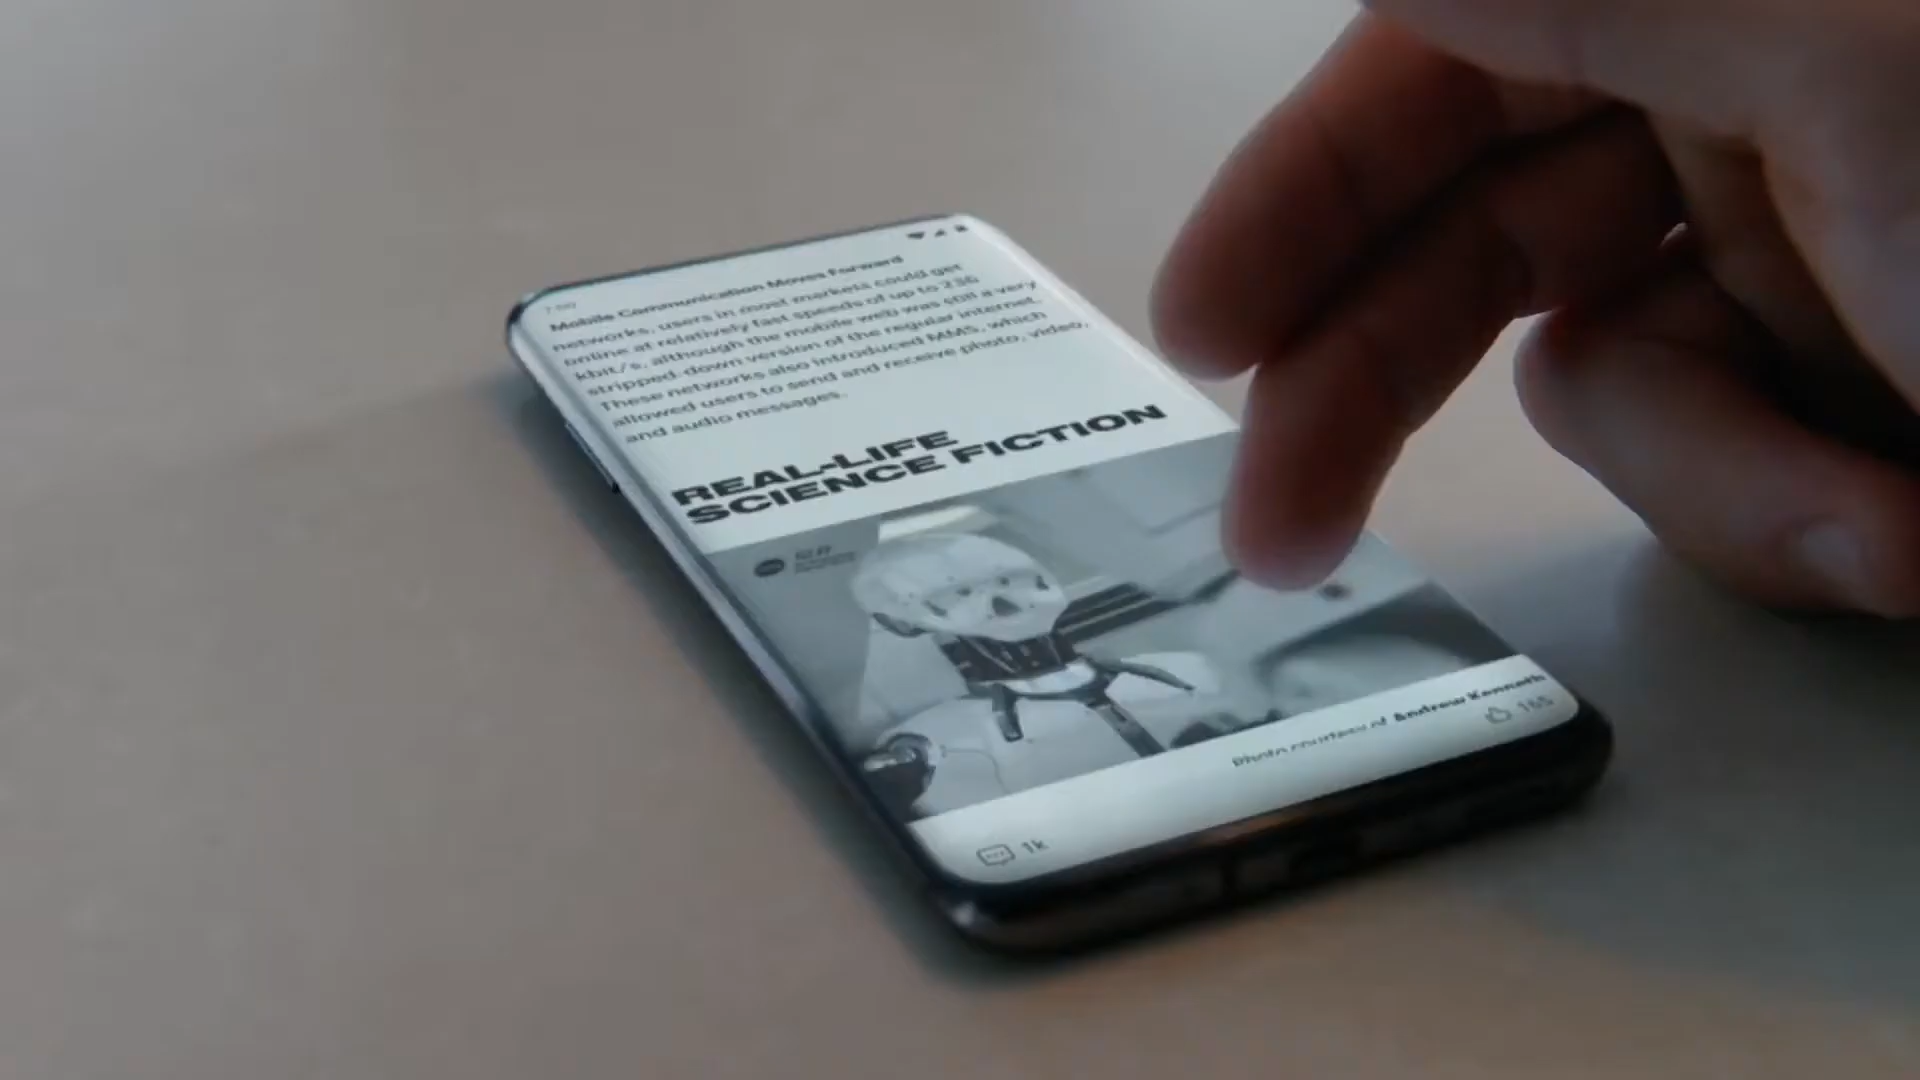 7:00
Mobile Communication Moves Forward
networks, users in most markets could get
online at relatively fast speeds of up to 236
kbit/s, although the mobile web was still a very
stripped-down version of the regular internet.
These networks also introduced MMS, which
allowed users to send and receive photo, video,
and audio messages.
REAL-LIFE
SCIENCE FICTION
Photo courtesy of Andrew Kenneth
165
1k